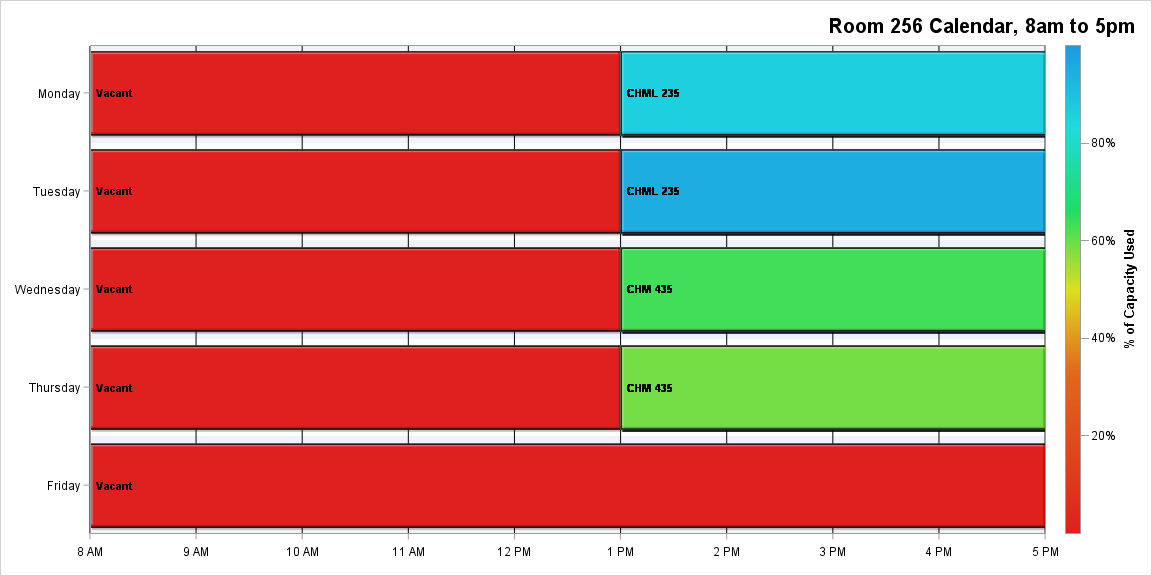 Room 256 Calendar, 8am to 5pm
Monday
Vacant
CHML 235
Tuesday
Vacant
CHML 235
Wednesday
Vacant
CHM 435
Thursday
Vacant
CHM 435
Friday
Vacant
8 AM
9 AM
10 AM
11 AM
12 PM
1 PM
2 PM
3 PM
4 PM
5 PM
80%
60%
40%
20%
% of Capacity Used